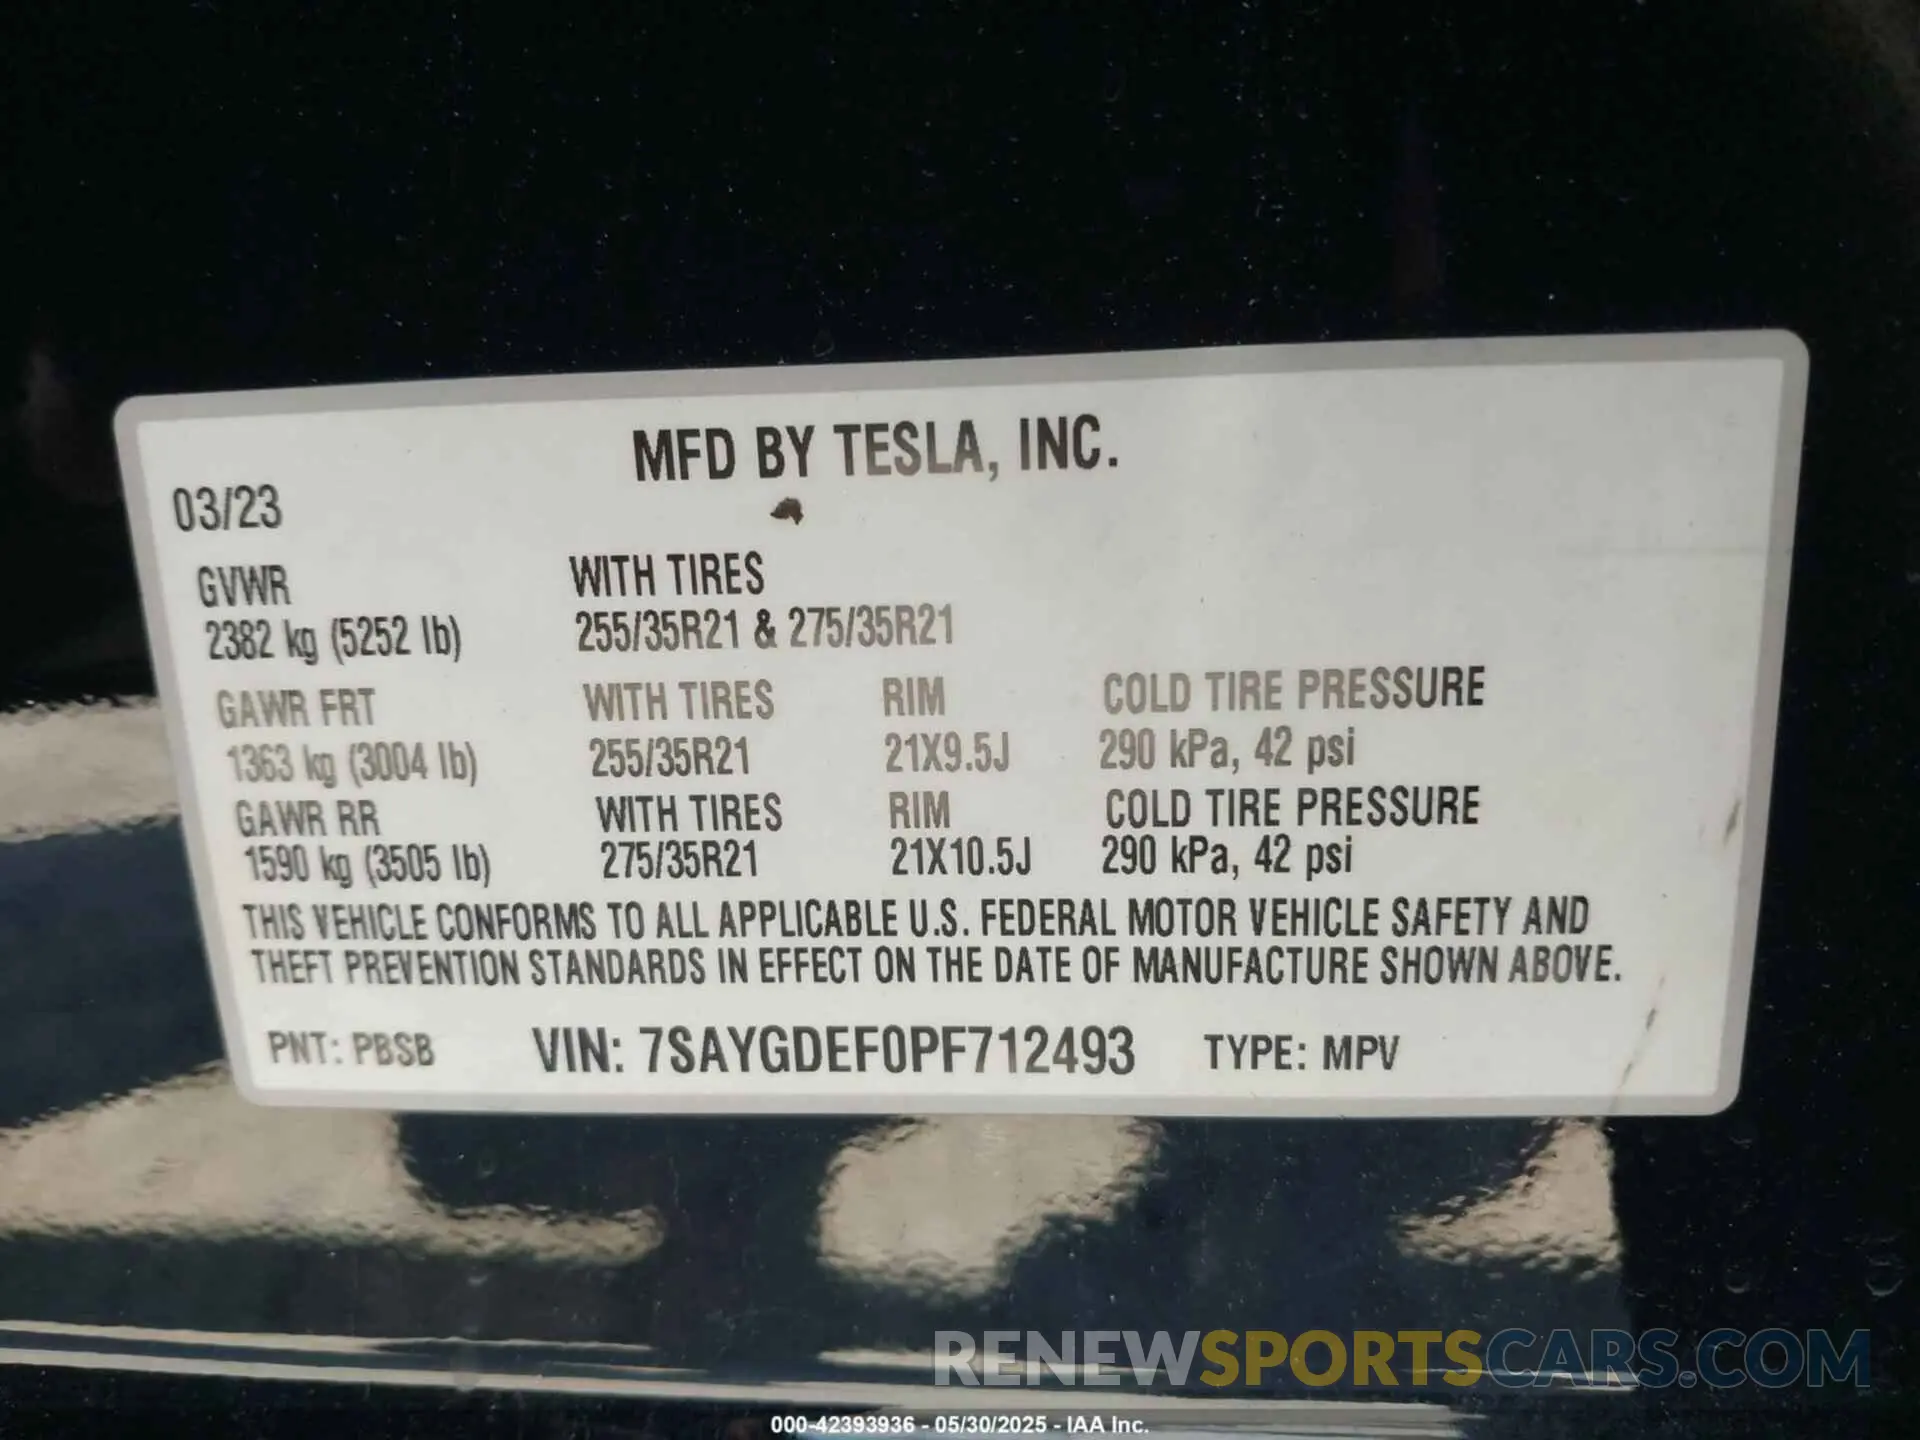 MFD BY TESLA, INC.
03/23
GVWR WITH TIRES
2382 kg (5252 lb) 255/35R21 & 275/35R21
GAWR FRT WITH TIRES RIM COLD TIRE PRESSURE
1363 kg (3004 lb) 255/35R21 21X9.5J 290 kPa, 42 psi
GAWR RR WITH TIRES RIM COLD TIRE PRESSURE
1590 kg (3505 lb) 275/35R21 21X10.5J 290 kPa, 42 psi
THIS VEHICLE CONFORMS TO ALL APPLICABLE U.S. FEDERAL MOTOR VEHICLE SAFETY AND
THEFT PREVENTION STANDARDS IN EFFECT ON THE DATE OF MANUFACTURE SHOWN ABOVE.
PNT: PBSB VIN: 7SAYGDEF0PF712493 TYPE: MPV
RENEWSPORTSCARS.COM
000-42393936 - 05/30/2025 - IAA Inc.